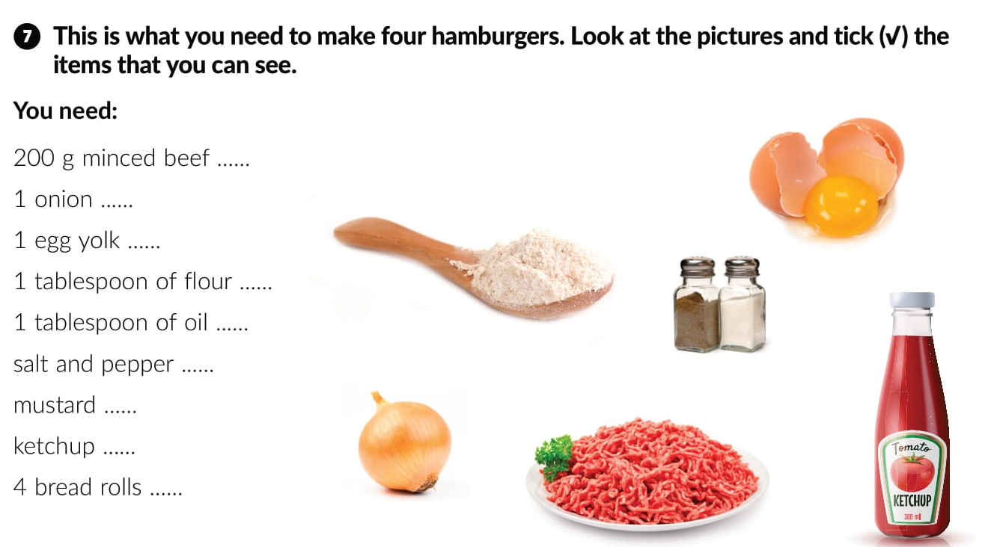 7 This is what you need to make four hamburgers. Look at the pictures and tick (√) the
items that you can see.
You need:
200 g minced beef ......
1 onion ......
1 egg yolk ......
1 tablespoon of flour ......
1 tablespoon of oil ......
salt and pepper ......
mustard ......
ketchup ......
4 bread rolls ......
Tomato
KETCHUP
300 ml